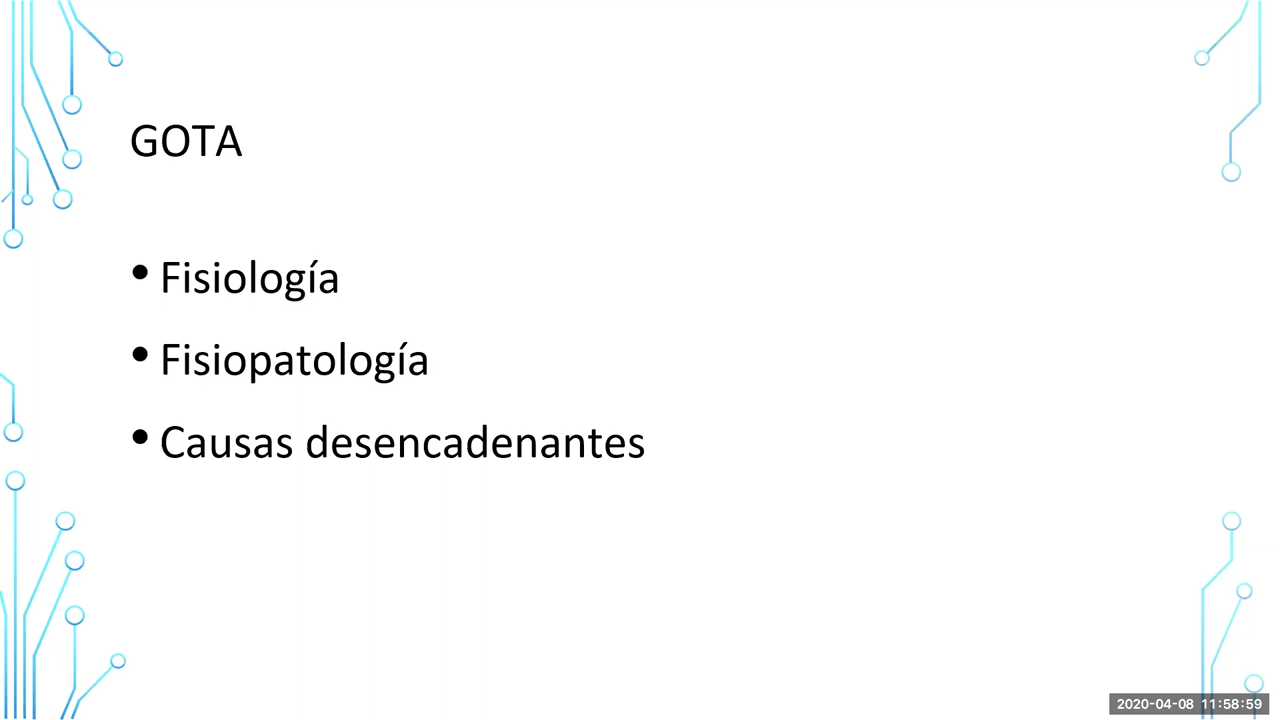 GOTA
• Fisiología
• Fisiopatología
• Causas desencadenantes
2020-04-08 11:58:59